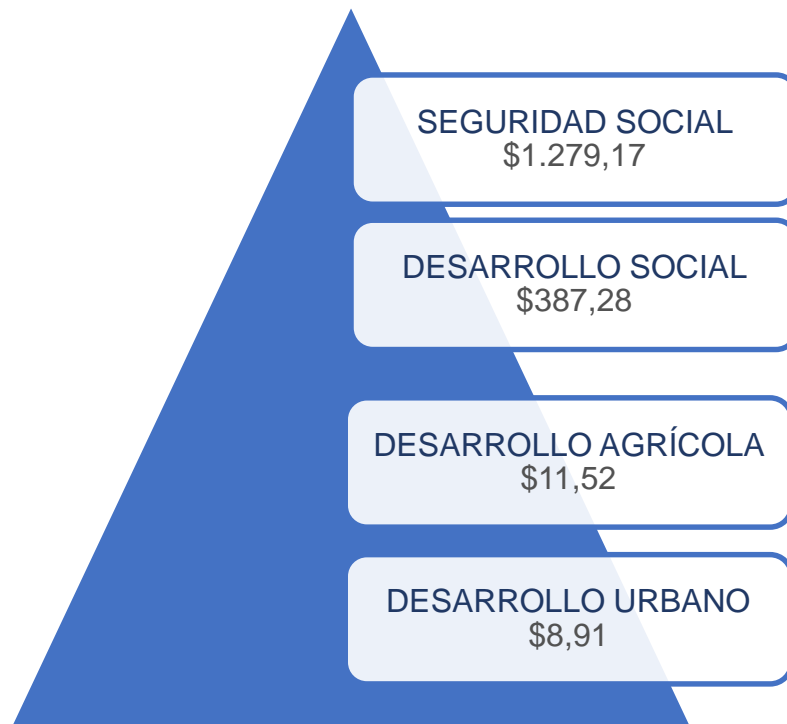 SEGURIDAD SOCIAL
$1.279,17
DESARROLLO SOCIAL
$387,28
DESARROLLO AGRÍCOLA
$11,52
DESARROLLO URBANO
$8,91